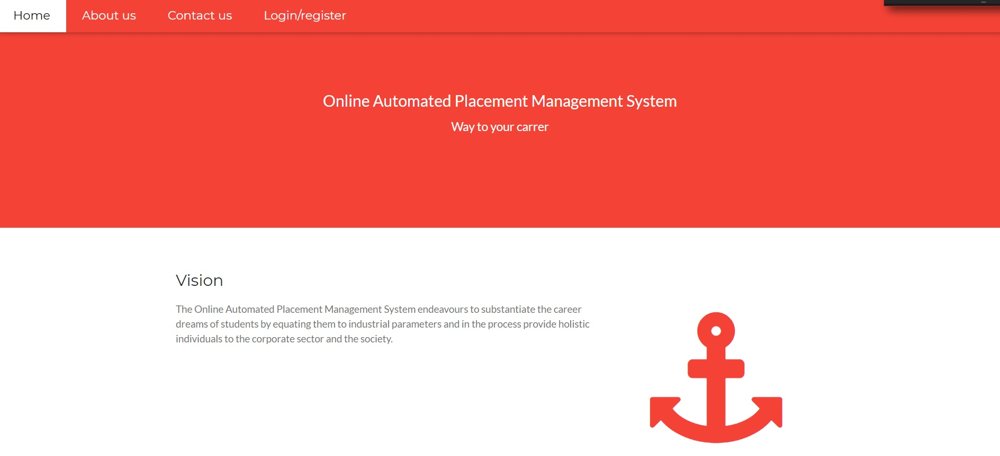 Home About us Contact us Login/register
Online Automated Placement Management System
Way to your carrer
Vision
The Online Automated Placement Management System endeavours to substantiate the career
dreams of students by equating them to industrial parameters and in the process provide holistic
individuals to the corporate sector and the society.